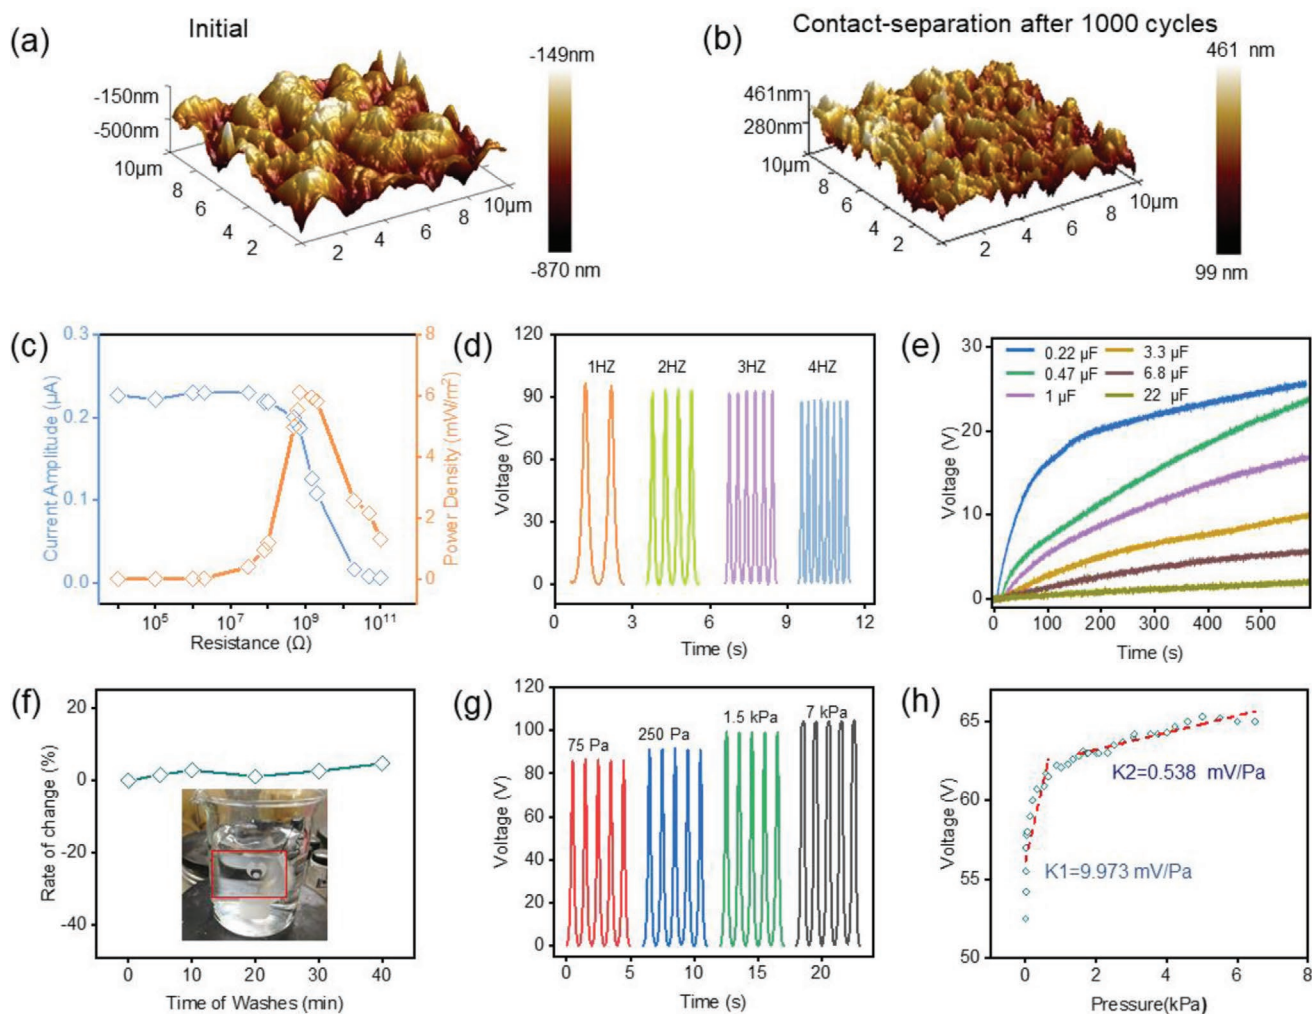 (a)
Initial
-150nm
-500nm
10µm
8
6
4
2
2
4
6
8
10µm
-149nm
-870 nm
(b)
Contact-separation after 1000 cycles
461nm
280nm
10µm
8
6
4
2
2
4
6
8
10µm
461 nm
99 nm
(c)
Current Amplitude (µA)
0.3
0.2
0.1
0.0
10⁵
10⁷
10⁹
10¹¹
Resistance (Ω)
8
6
4
2
0
Power Density (mW/m²)
(d)
Voltage (V)
120
90
60
30
0
1HZ
2HZ
3HZ
4HZ
0
3
6
9
12
Time (s)
(e)
Voltage (V)
30
20
10
0
0.22 µF
0.47 µF
1 µF
3.3 µF
6.8 µF
22 µF
0
100
200
300
400
500
Time (s)
(f)
Rate of change (%)
20
0
-20
-40
0
10
20
30
40
Time of Washes (min)
(g)
Voltage (V)
120
100
80
60
40
20
0
75 Pa
250 Pa
1.5 kPa
7 kPa
0
5
10
15
20
Time (s)
(h)
Voltage (V)
65
60
55
50
K2=0.538 mV/Pa
K1=9.973 mV/Pa
0
2
4
6
8
Pressure(kPa)